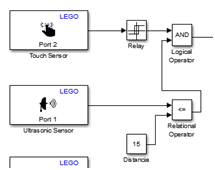 LEGO
Port 2
Touch Sensor
Relay
AND
Logical
Operator
LEGO
Port 1
Ultrasonic Sensor
<=
Relational
Operator
15
Distancia
LEGO